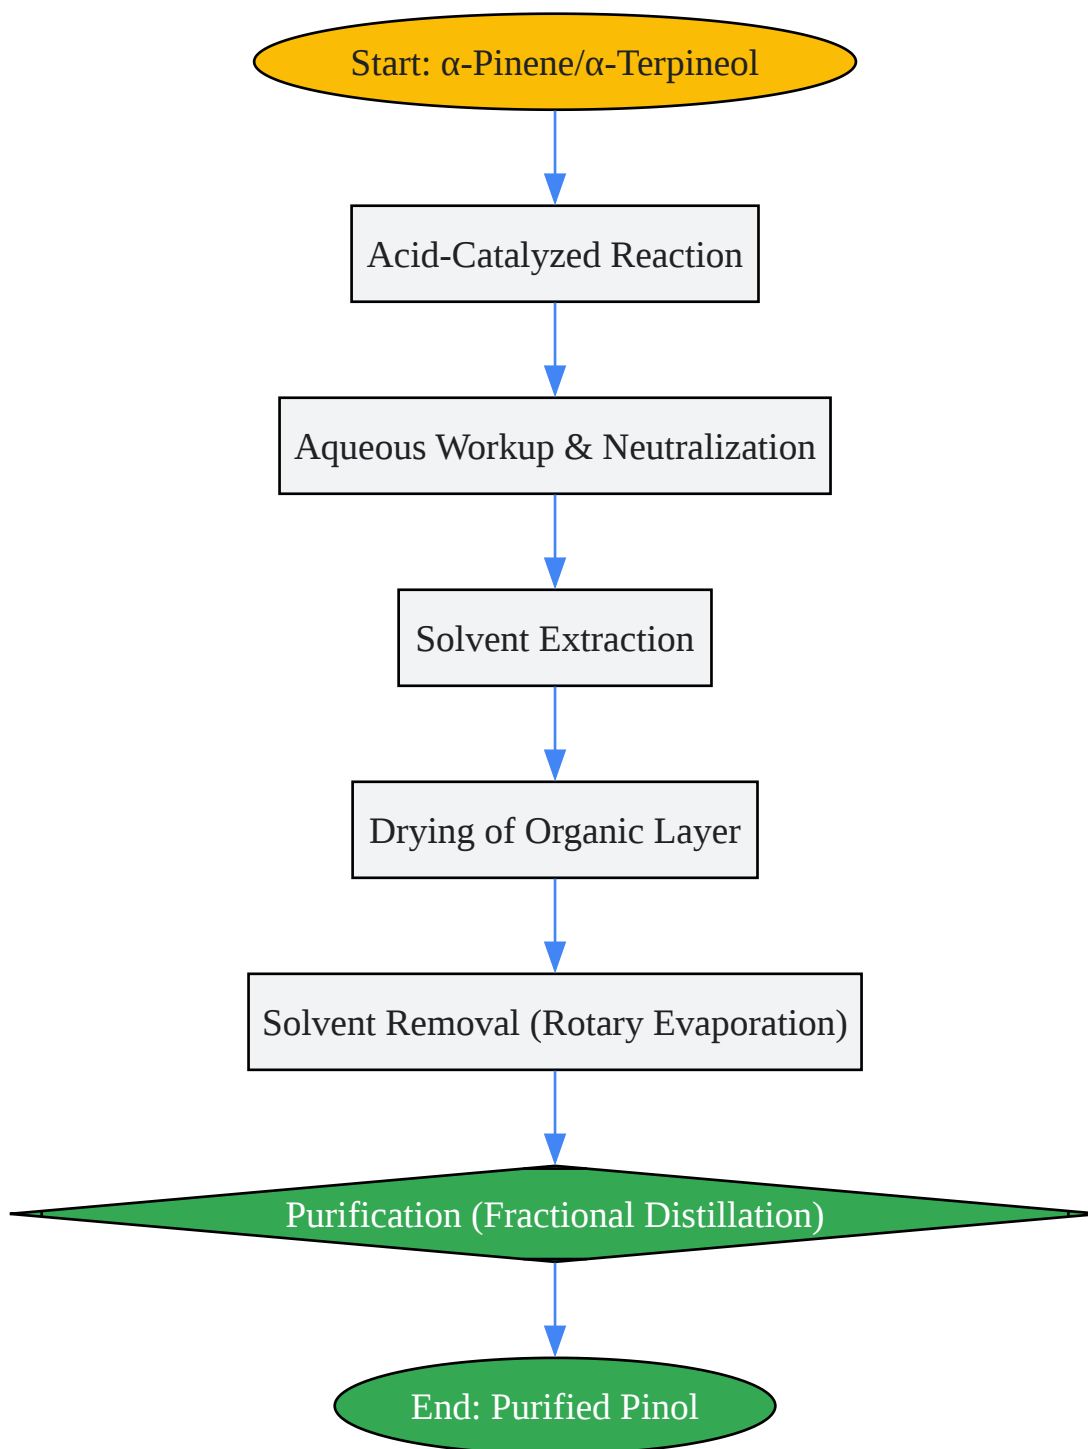 Start: α-Pinene/α-Terpineol
Acid-Catalyzed Reaction
Aqueous Workup & Neutralization
Solvent Extraction
Drying of Organic Layer
Solvent Removal (Rotary Evaporation)
Purification (Fractional Distillation)
End: Purified Pinol